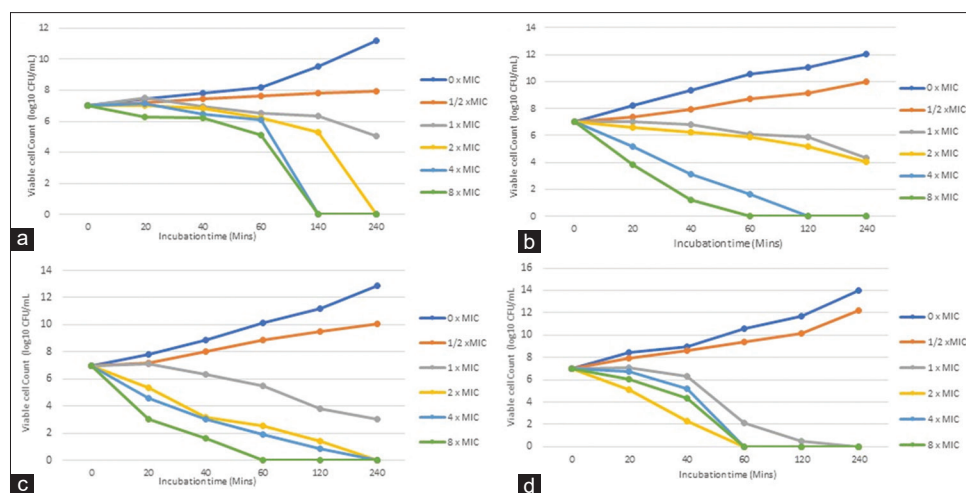 12
10
8
6
4
2
0
Viable cell Count (log10 CFU/mL)
0 20 40 60 140 240
Incubation time (Mins)
0 x MIC
1/2 xMIC
1 x MIC
2 x MIC
4 x MIC
8 x MIC
a
14
12
10
8
6
4
2
0
Viable cell Count (log10 CFU/mL)
0 20 40 60 120 240
Incubation time (Mins)
0 x MIC
1/2 xMIC
1 x MIC
2 x MIC
4 x MIC
8 x MIC
b
14
12
10
8
6
4
2
0
Viable cell Count (log10 CFU/mL)
0 20 40 60 120 240
Incubation time (Mins)
0 x MIC
1/2 xMIC
1 x MIC
2 x MIC
4 x MIC
8 x MIC
c
16
14
12
10
8
6
4
2
0
Viable cell Count (log10 CFU/mL)
0 20 40 60 120 240
Incubation time (Mins)
0 x MIC
1/2 xMIC
1 x MIC
2 x MIC
4 x MIC
8 x MIC
d